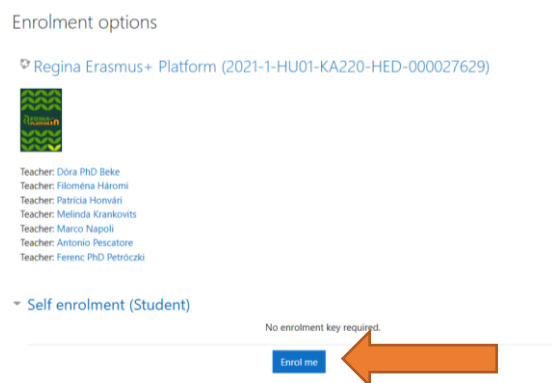 Enrolment options
Regina Erasmus+ Platform (2021-1-HU01-KA220-HED-000027629)
Teacher: Dóra PhD Beke
Teacher: Filoména Háromi
Teacher: Patrícia Honvári
Teacher: Melinda Krankovits
Teacher: Marco Napoli
Teacher: Antonio Pescatore
Teacher: Ferenc PhD Petróczki
Self enrolment (Student)
No enrolment key required.
Enrol me